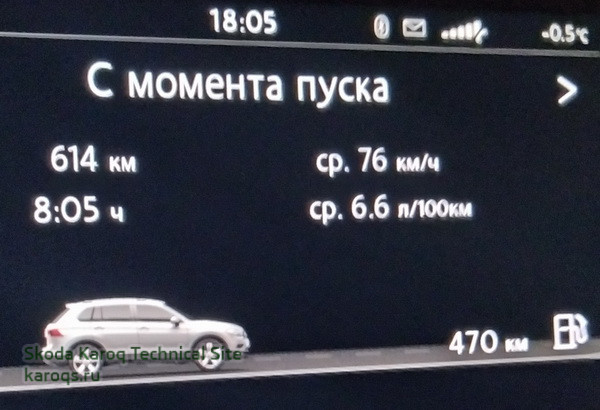 18:05 -0.5°C
С момента пуска >
614 км ср. 76 км/ч
8:05 ч ср. 6.6 л/100км
470 км
Skoda Karoq Technical Site
karoqs.ru